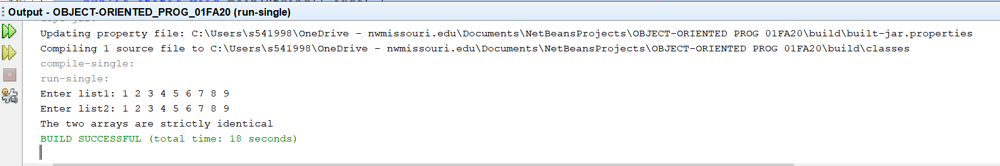 Output - OBJECT-ORIENTED_PROG_01FA20 (run-single)
Updating property file: C:\Users\s541998\OneDrive - nwmissouri.edu\Documents\NetBeansProjects\OBJECT-ORIENTED PROG 01FA20\build\built-jar.properties
Compiling 1 source file to C:\Users\s541998\OneDrive - nwmissouri.edu\Documents\NetBeansProjects\OBJECT-ORIENTED PROG 01FA20\build\classes
compile-single:
run-single:
Enter list1: 1 2 3 4 5 6 7 8 9
Enter list2: 1 2 3 4 5 6 7 8 9
The two arrays are strictly identical
BUILD SUCCESSFUL (total time: 18 seconds)